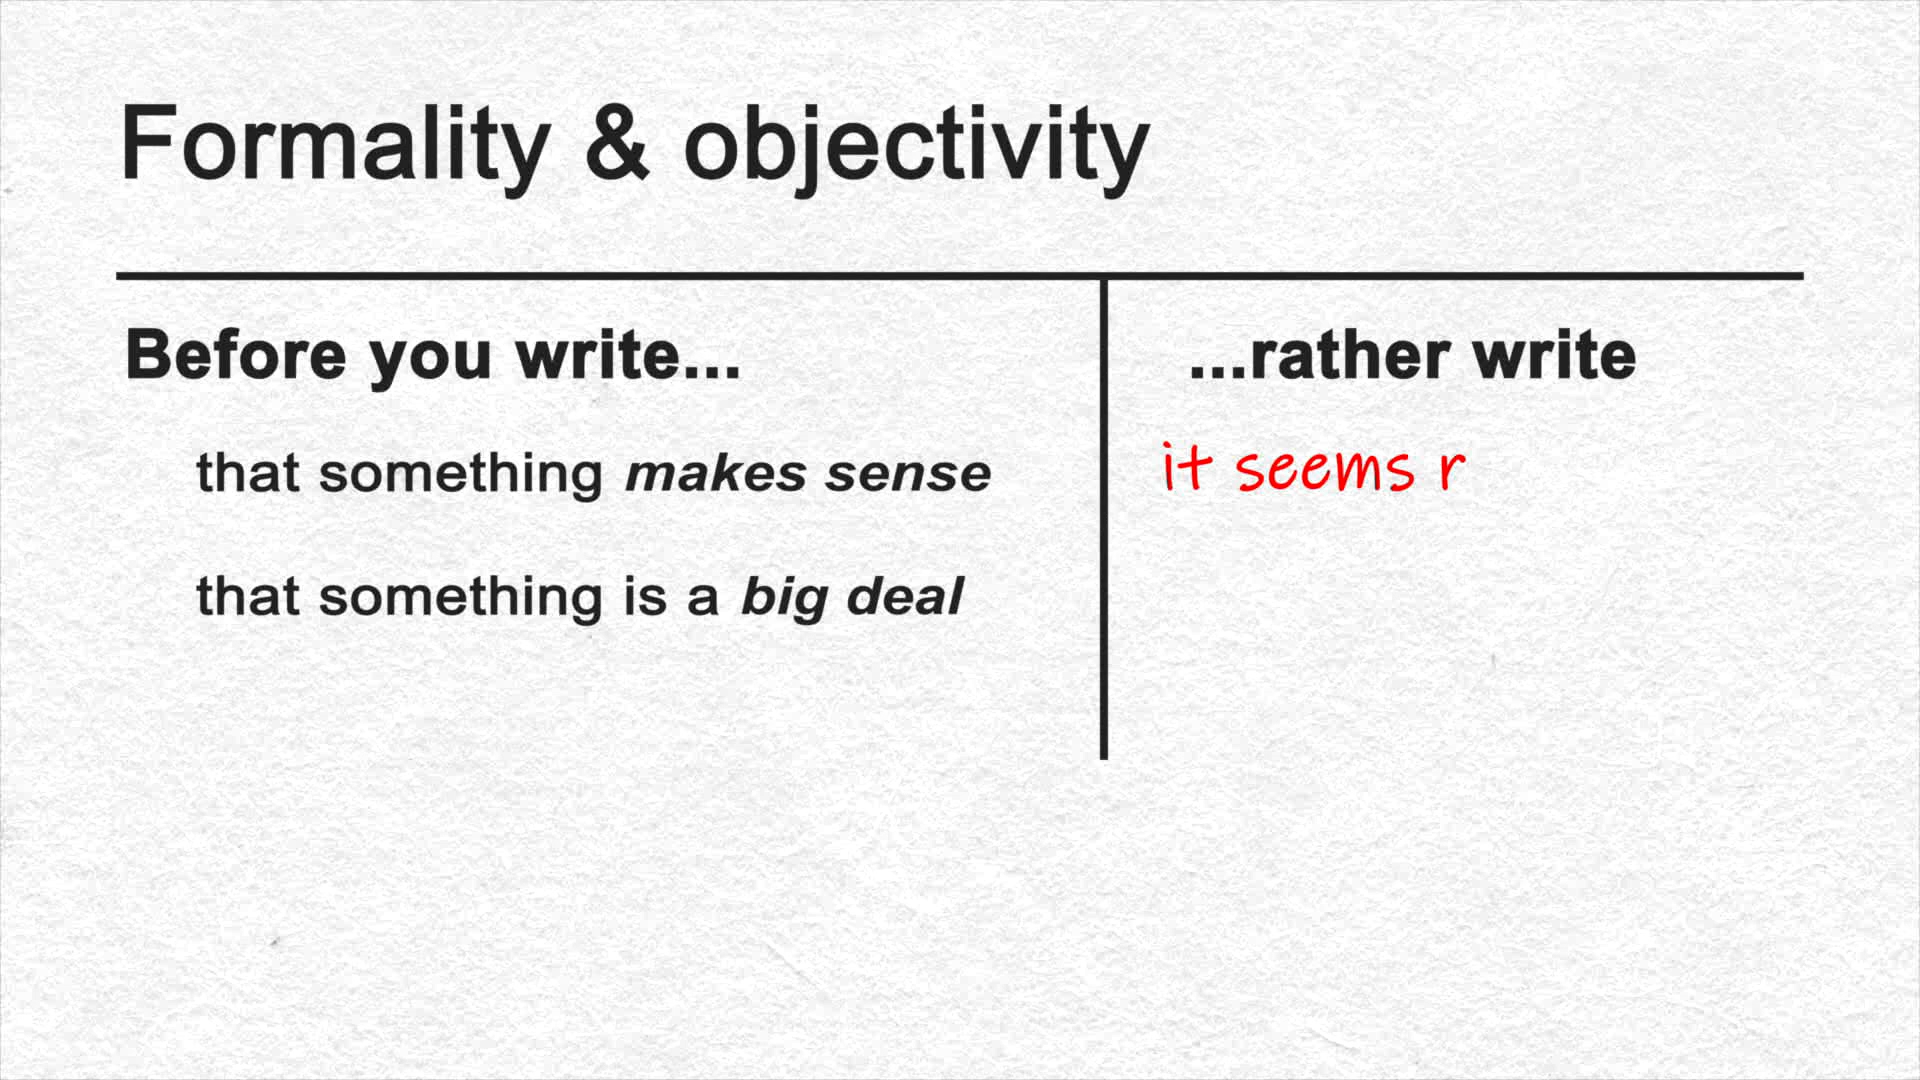 Formality & objectivity
Before you write...
...rather write
that something makes sense
it seems r
that something is a big deal